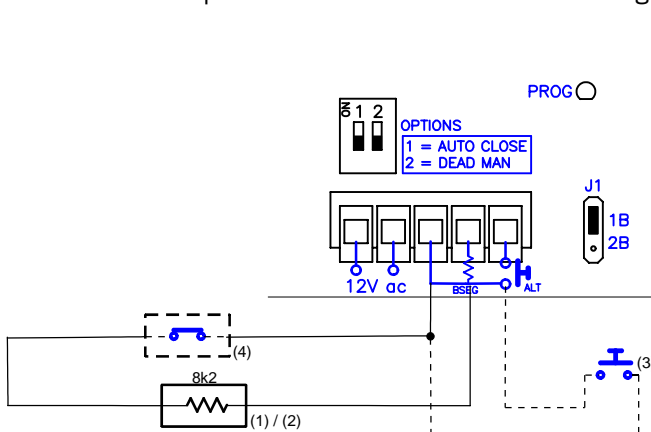 PROG
ON
1 2
OPTIONS
1 = AUTO CLOSE
2 = DEAD MAN
J1
1B
2B
12V ac
BSEG
ALT
(4)
(3
8k2
(1) / (2)